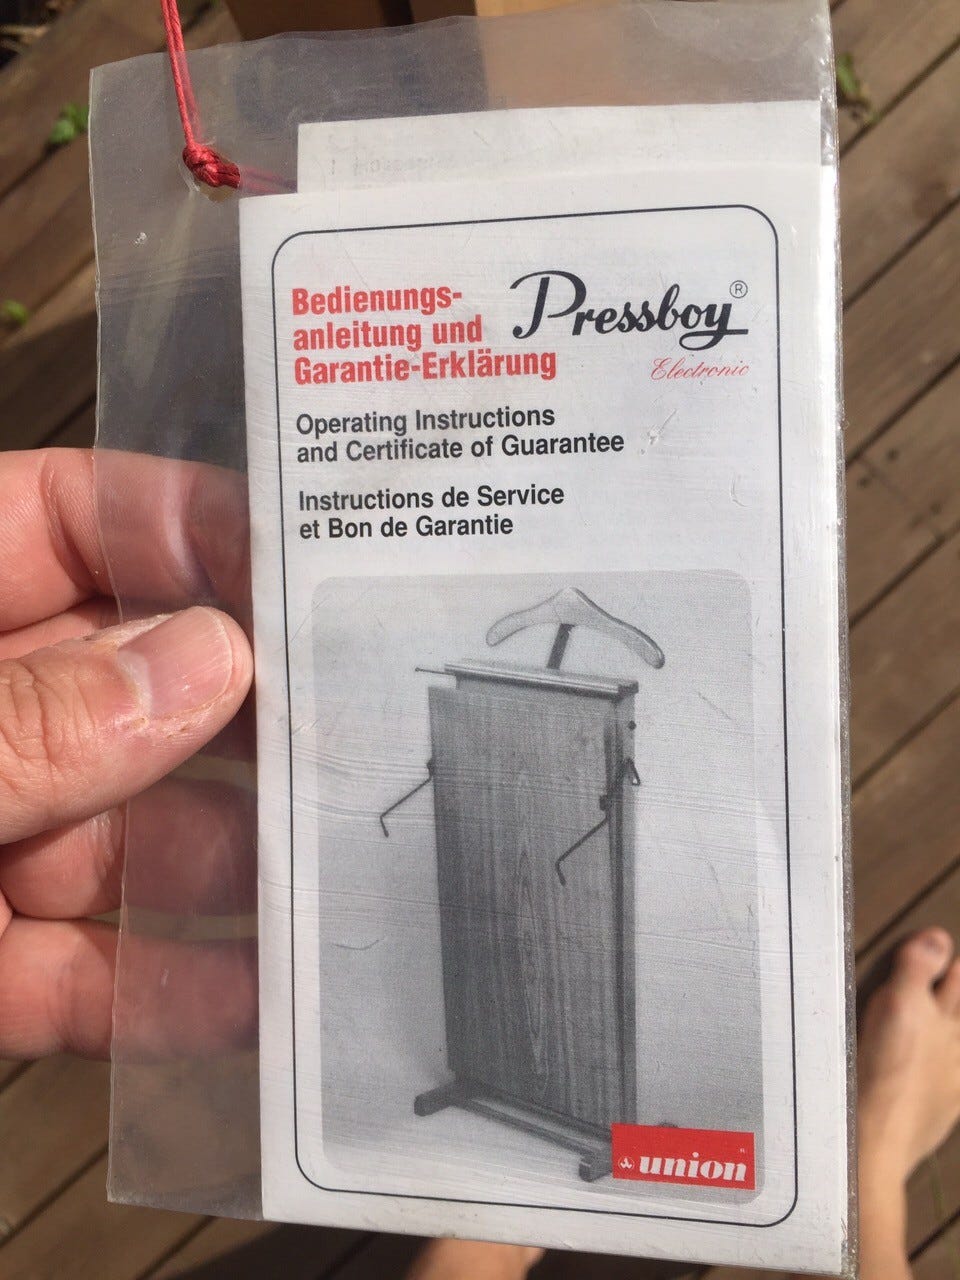 Bedienungs-
anleitung und
Garantie-Erklärung
Pressboy®
Electronic
Operating Instructions
and Certificate of Guarantee
Instructions de Service
et Bon de Garantie
union